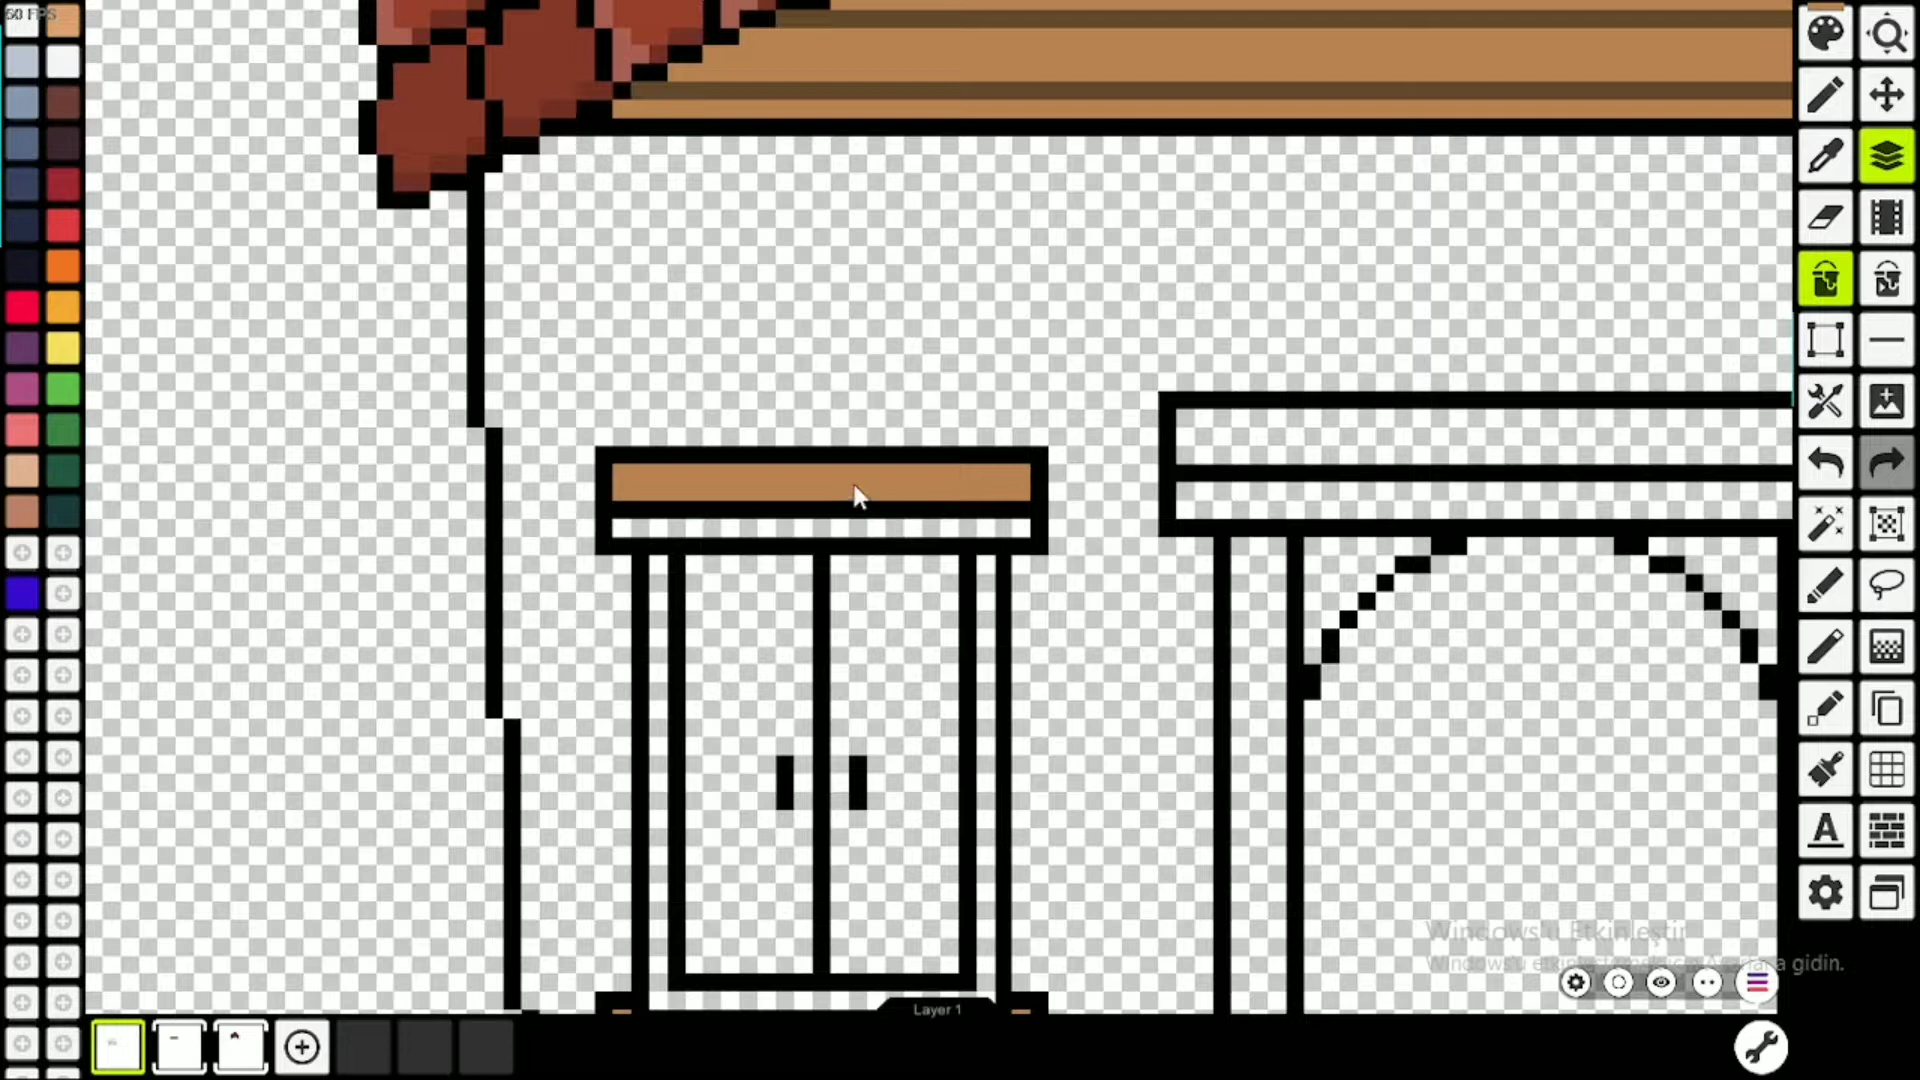 60 FPS
A
Windows'u Etkinleştir
gidin.
Layer 1